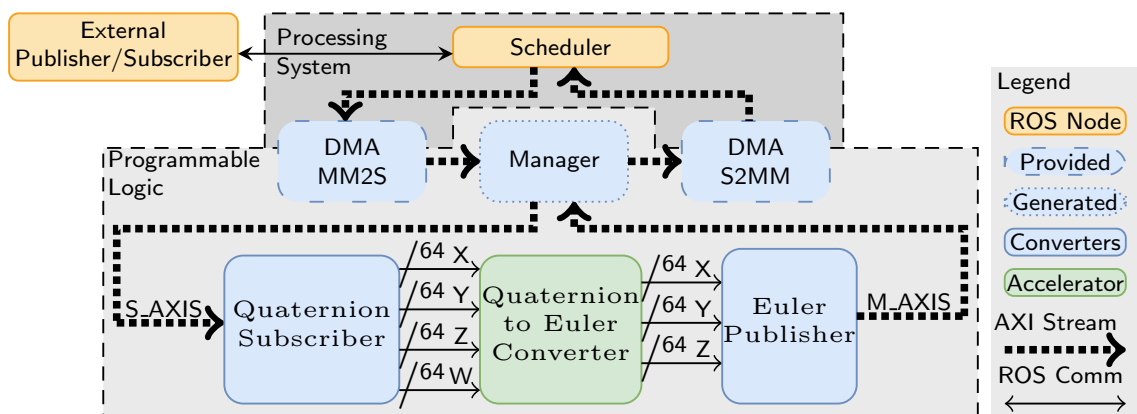 External
Publisher/Subscriber
Processing
System
Scheduler
DMA
MM2S
Manager
DMA
S2MM
Programmable
Logic
S_AXIS
Quaternion
Subscriber
64 X
64 Y
64 Z
64 W
Quaternion
to Euler
Converter
64 X
64 Y
64 Z
Euler
Publisher
M_AXIS
Legend
ROS Node
Provided
Generated
Converters
Accelerator
AXI Stream
ROS Comm